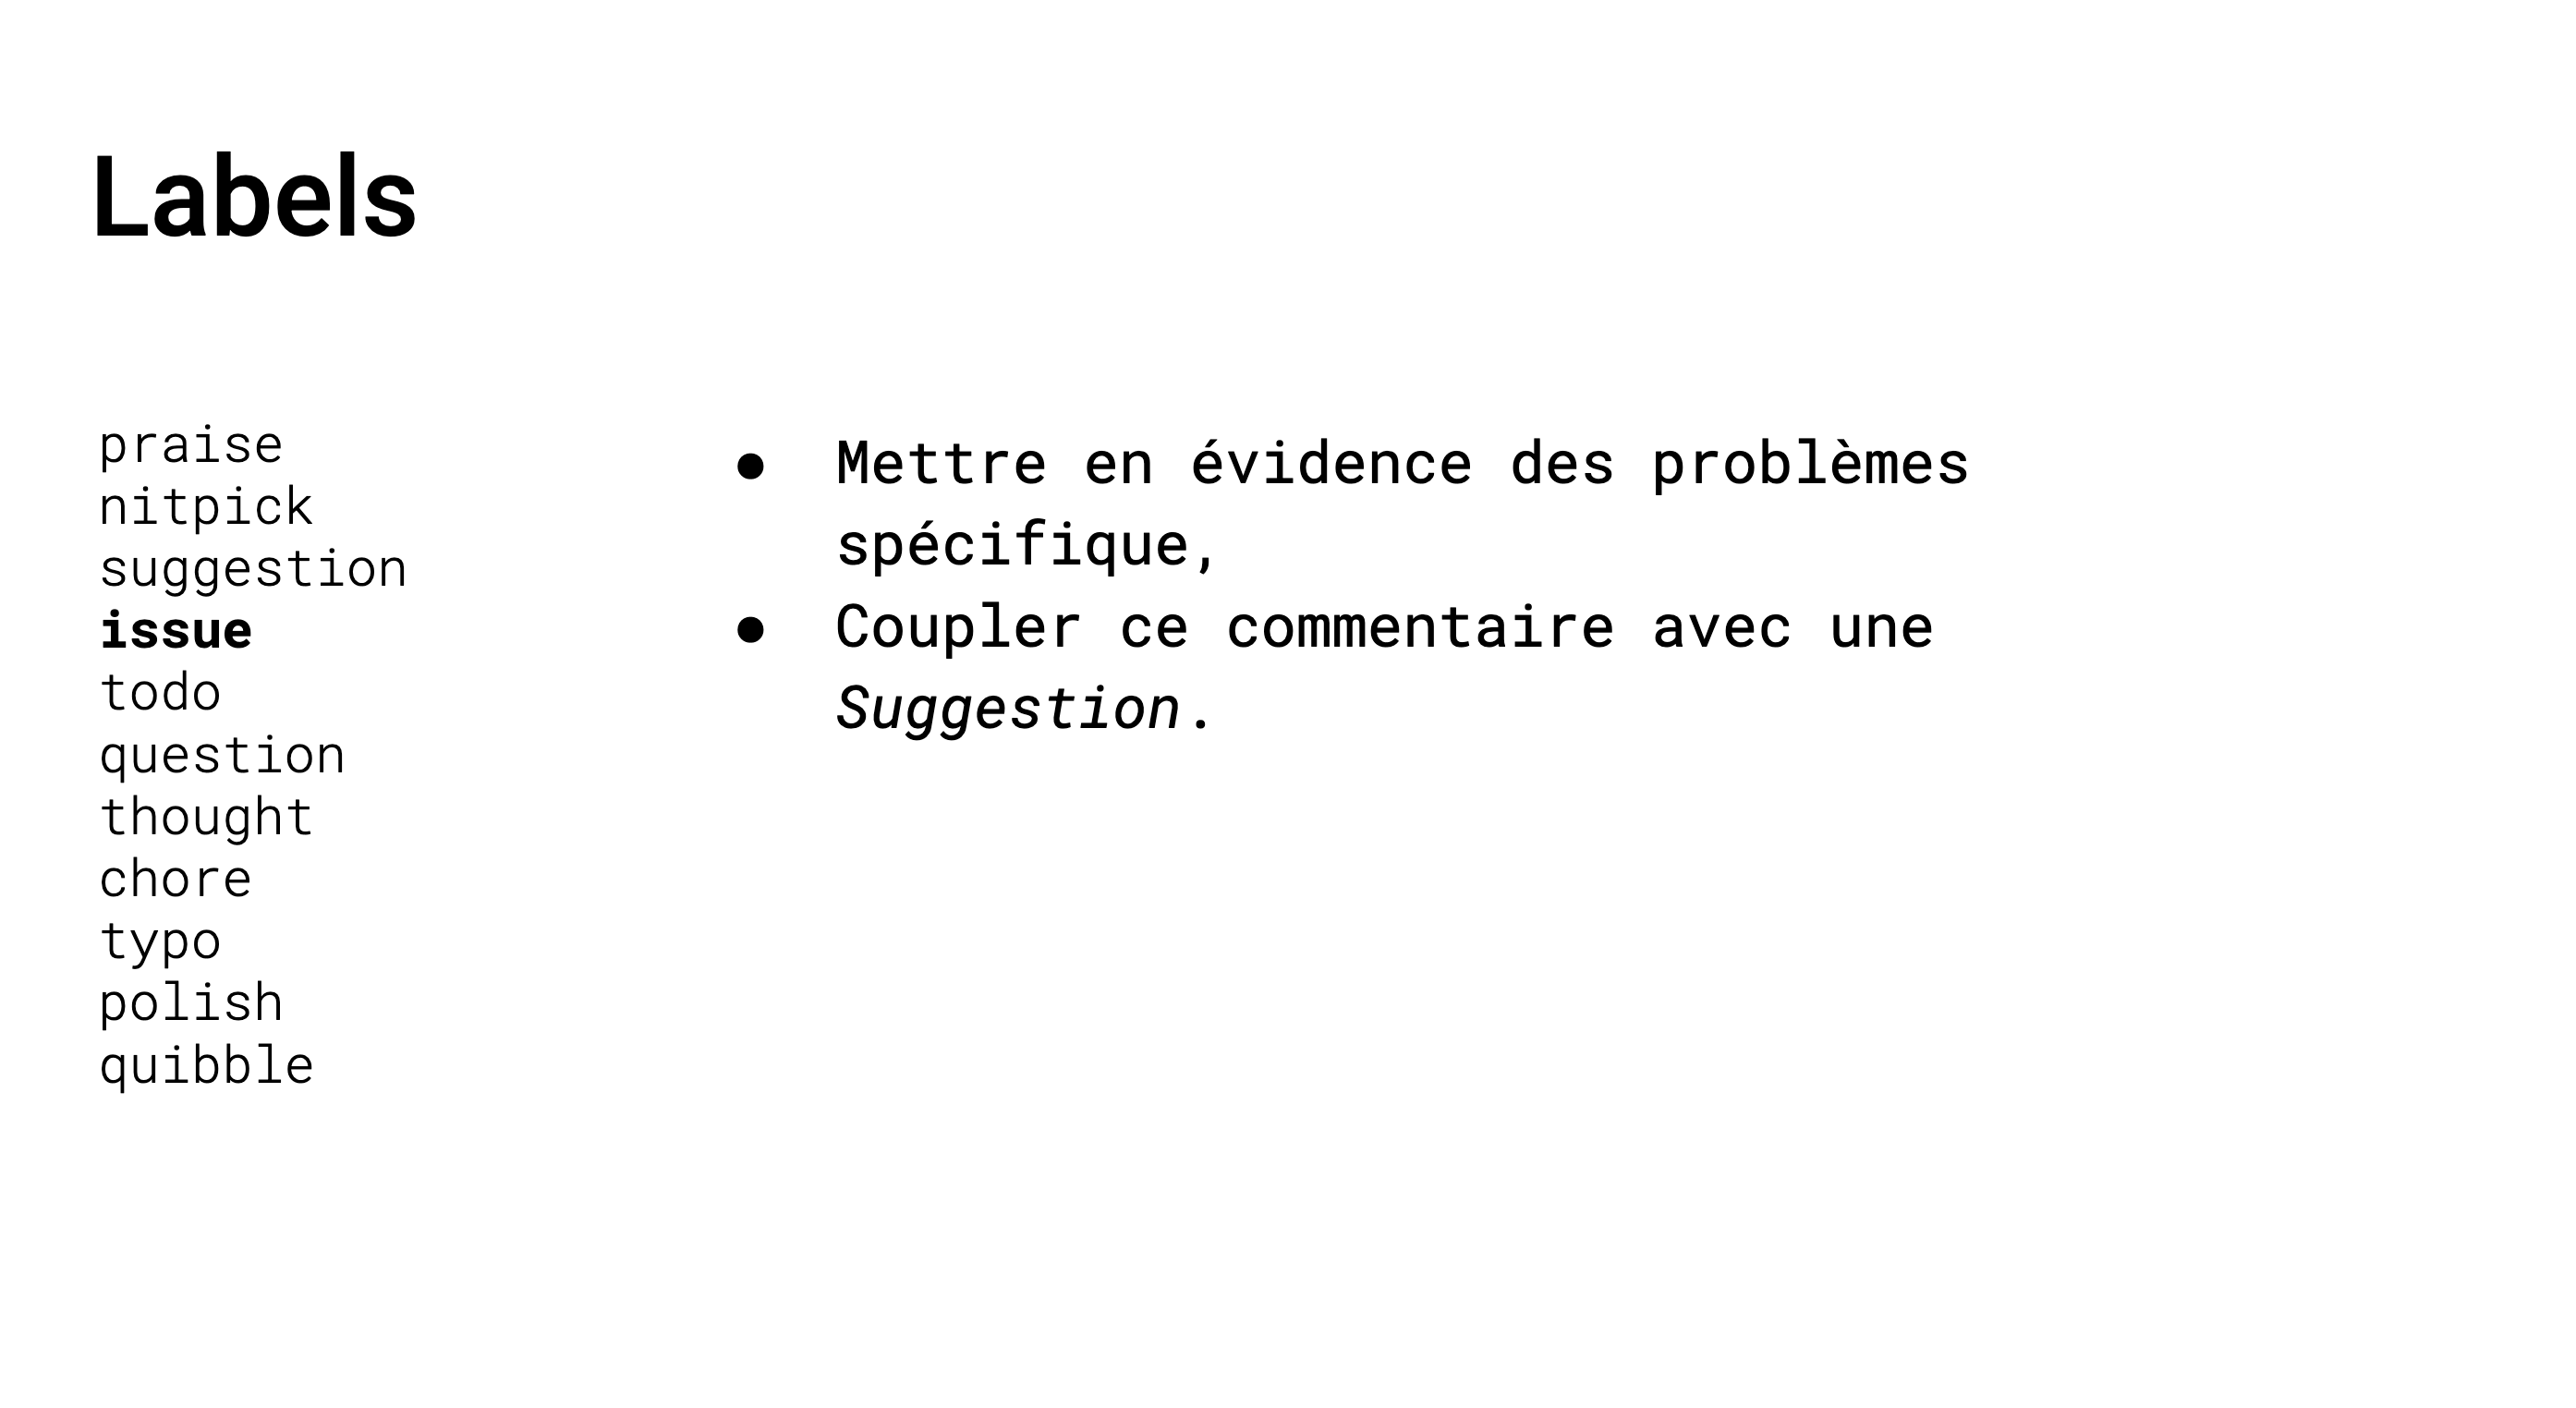 Labels
praise
nitpick
suggestion
issue
todo
question
thought
chore
typo
polish
quibble
● Mettre en évidence des problèmes
spécifique,
● Coupler ce commentaire avec une
Suggestion.